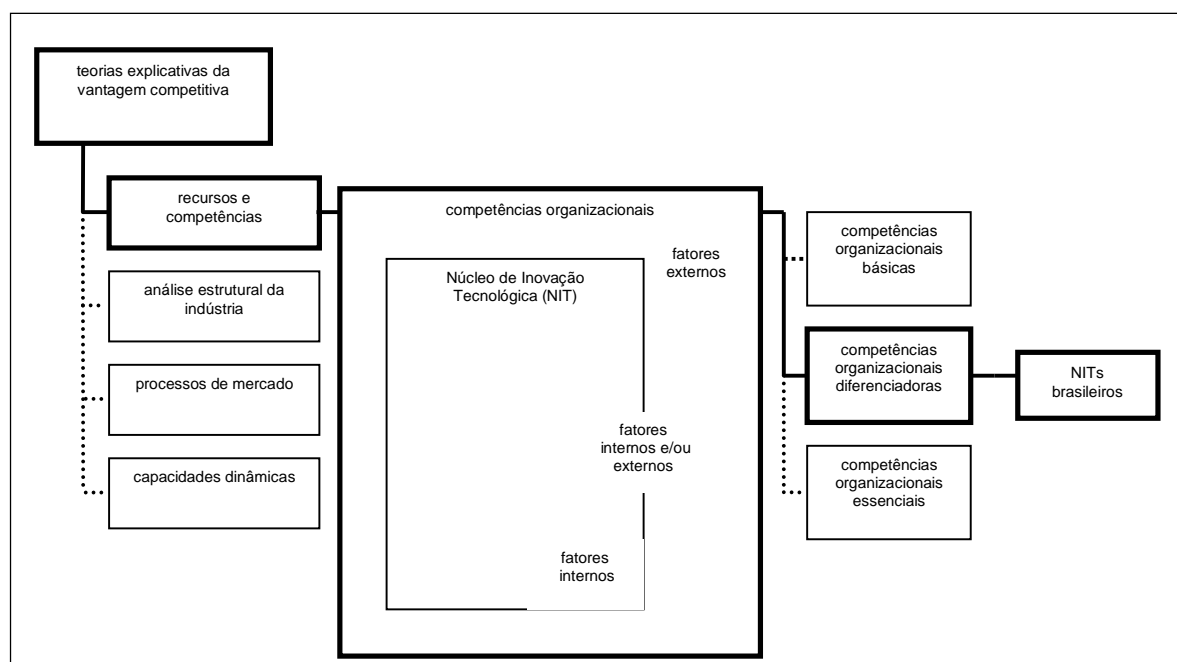 teorias explicativas da
vantagem competitiva
recursos e
competências
análise estrutural da
indústria
processos de mercado
capacidades dinâmicas
competências organizacionais
fatores
externos
Núcleo de Inovação
Tecnológica (NIT)
fatores
internos e/ou
externos
fatores
internos
competências
organizacionais
básicas
competências
organizacionais
diferenciadoras
competências
organizacionais
essenciais
NITs
brasileiros